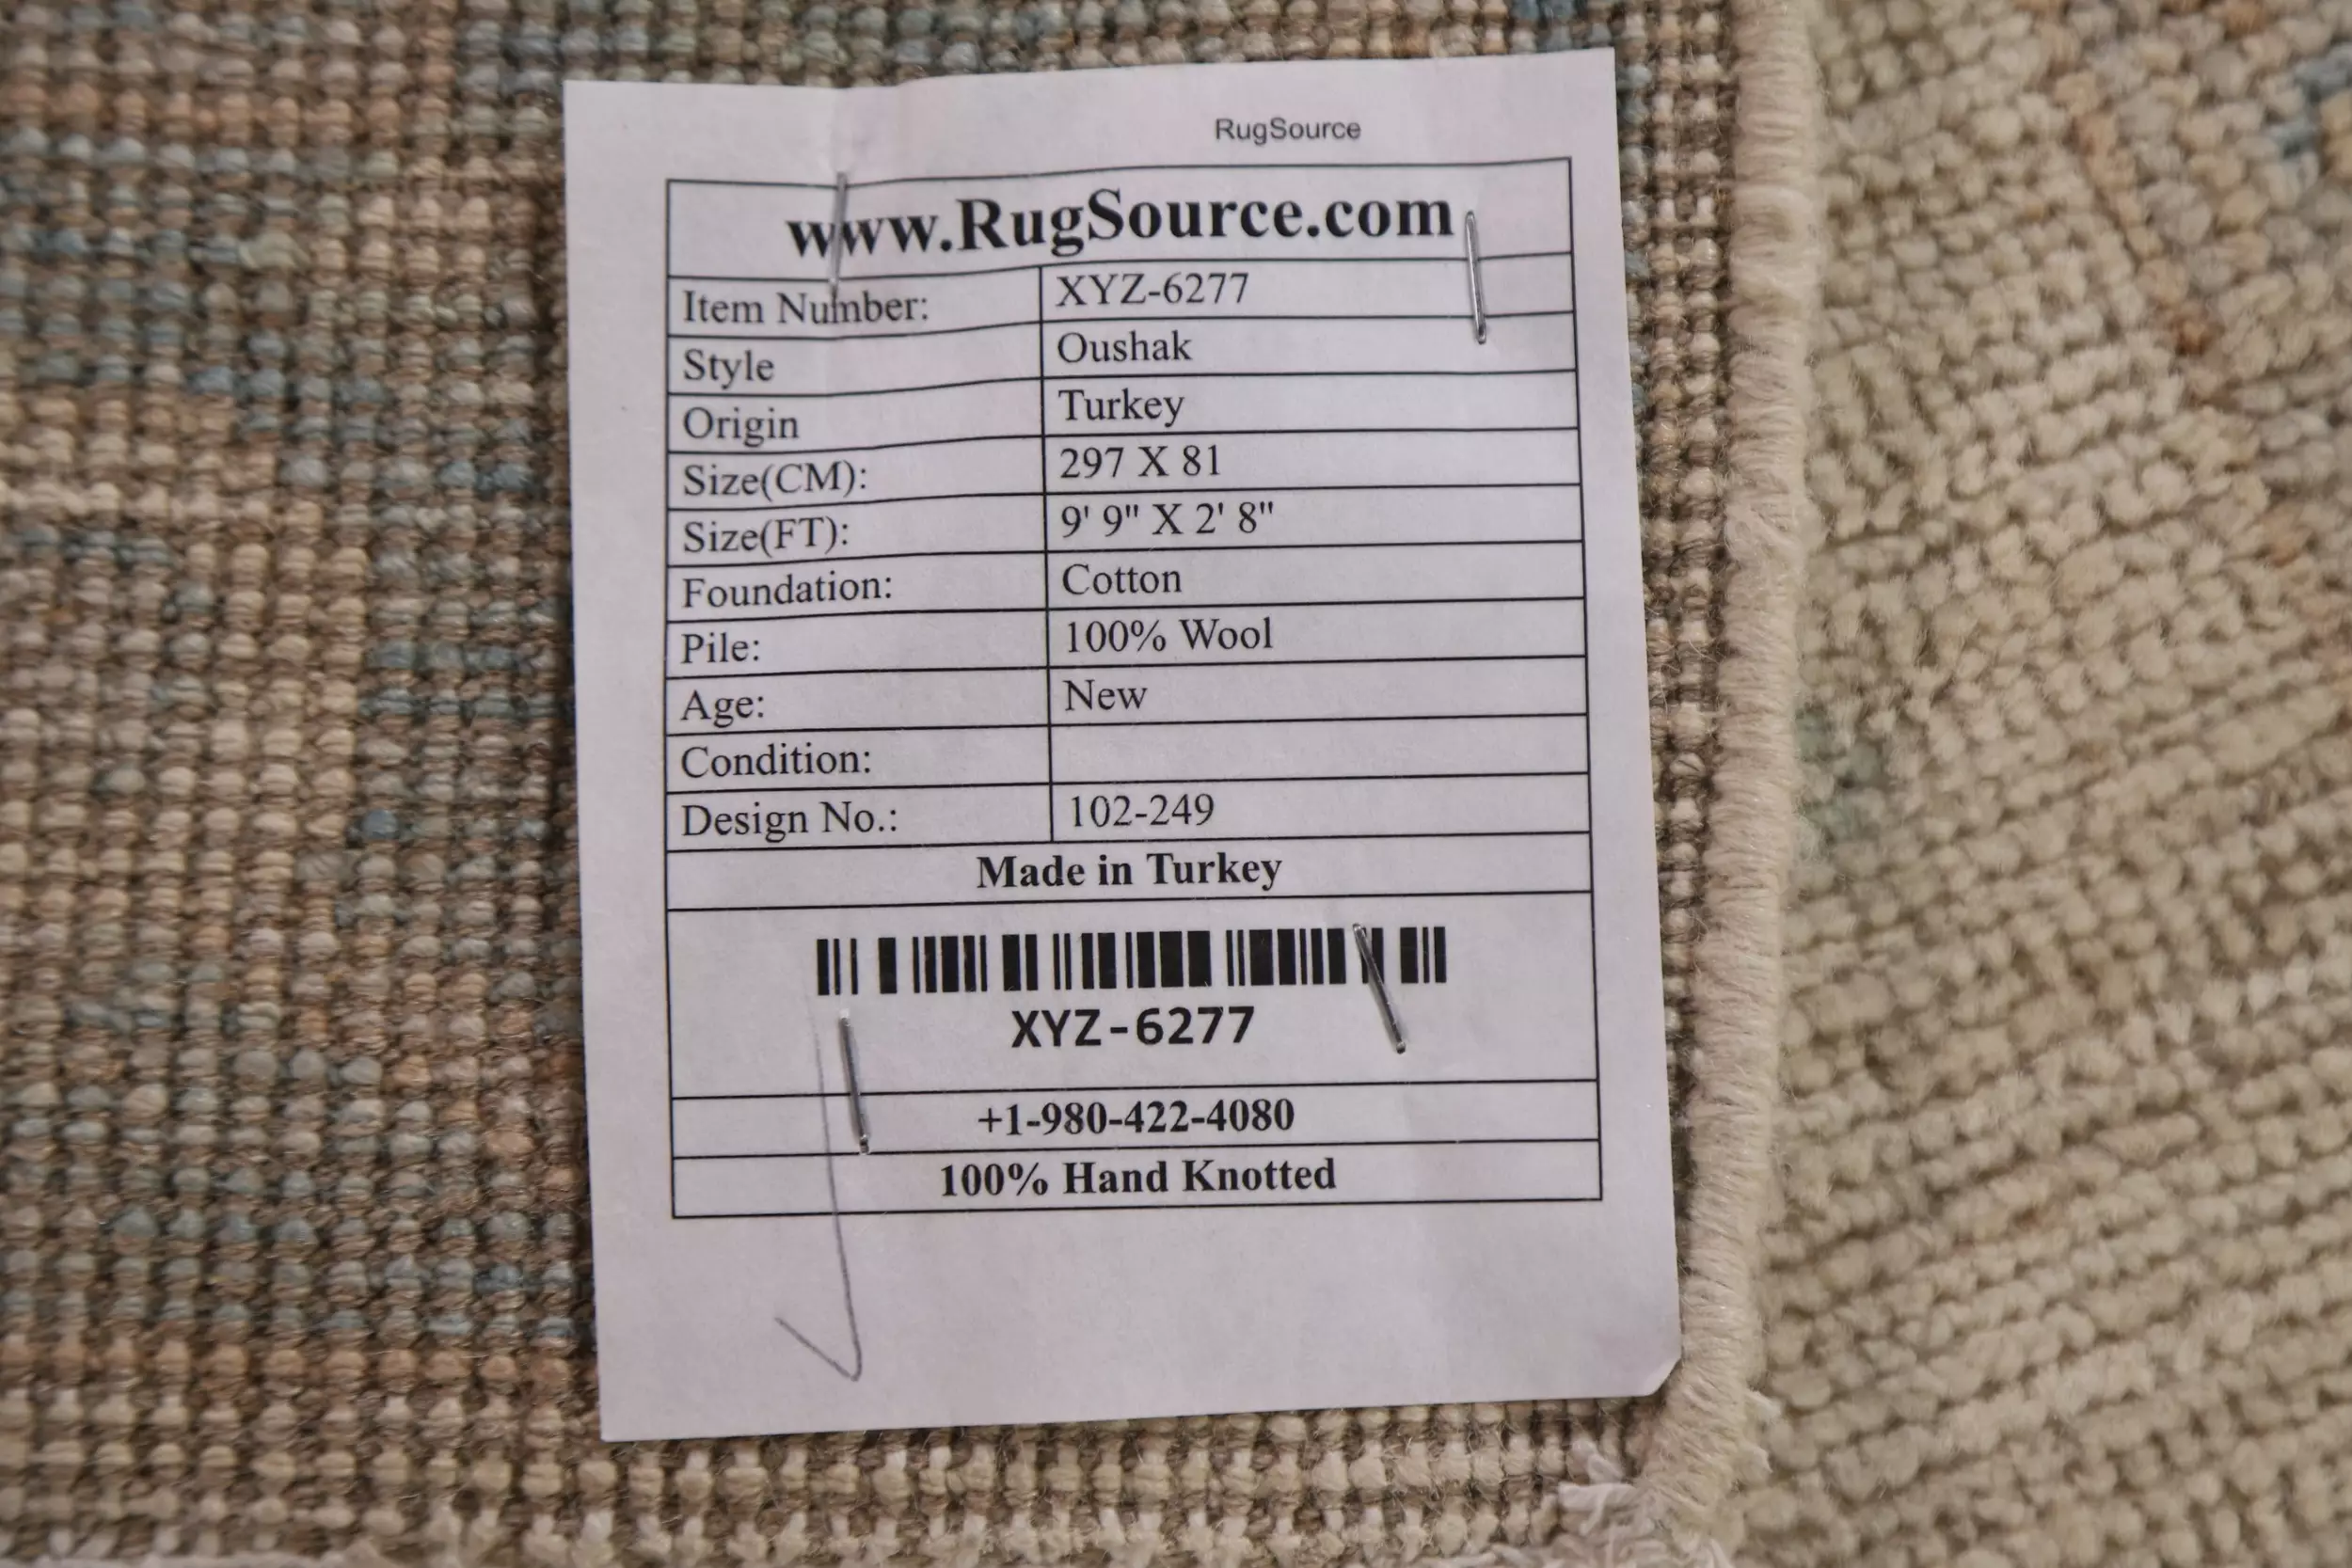 RugSource
www.RugSource.com
Item Number: XYZ-6277
Style Oushak
Origin Turkey
Size(CM): 297 X 81
Size(FT): 9' 9" X 2' 8"
Foundation: Cotton
Pile: 100% Wool
Age: New
Condition:
Design No.: 102-249
Made in Turkey
XYZ-6277
+1-980-422-4080
100% Hand Knotted